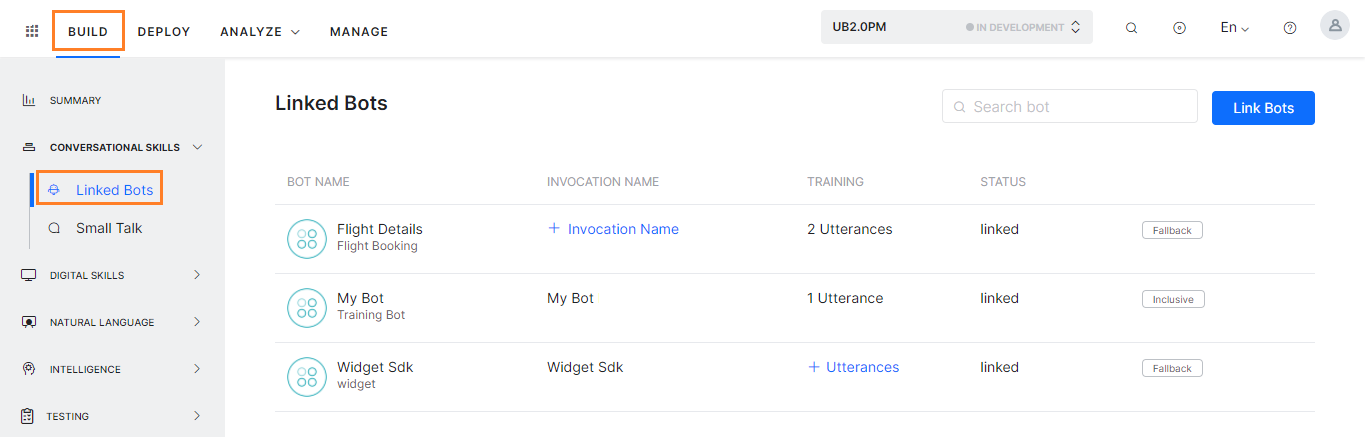 BUILD DEPLOY ANALYZE MANAGE UB2.0PM IN DEVELOPMENT En
SUMMARY
CONVERSATIONAL SKILLS
Linked Bots
Small Talk
DIGITAL SKILLS
NATURAL LANGUAGE
INTELLIGENCE
TESTING
Linked Bots Search bot Link Bots
BOT NAME INVOCATION NAME TRAINING STATUS
Flight Details + Invocation Name 2 Utterances linked Fallback
Flight Booking
My Bot My Bot 1 Utterance linked Inclusive
Training Bot
Widget Sdk Widget Sdk + Utterances linked Fallback
widget